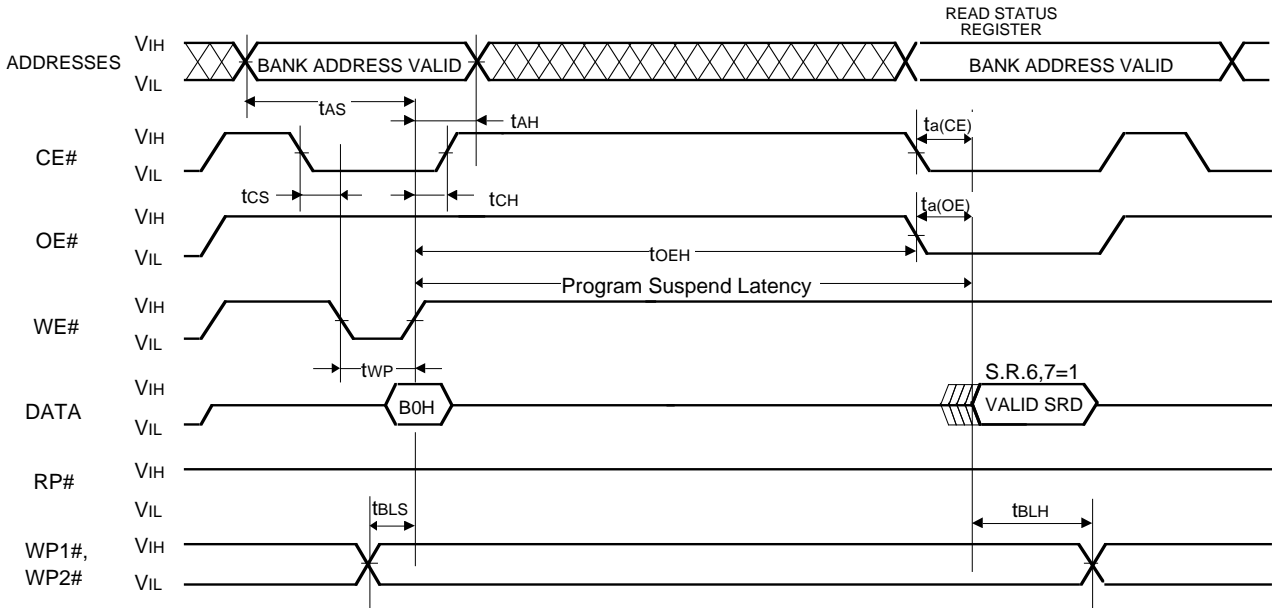 READ STATUS
REGISTER
ADDRESSES
VIH
VIL
BANK ADDRESS VALID
BANK ADDRESS VALID
tAS
tAH
CE#
VIH
VIL
ta(CE)
tCS
tCH
OE#
VIH
VIL
ta(OE)
tOEH
Program Suspend Latency
WE#
VIH
VIL
tWP
S.R.6,7=1
DATA
VIH
VIL
B0H
VALID SRD
RP#
VIH
VIL
tBLS
tBLH
WP1#,
WP2#
VIH
VIL